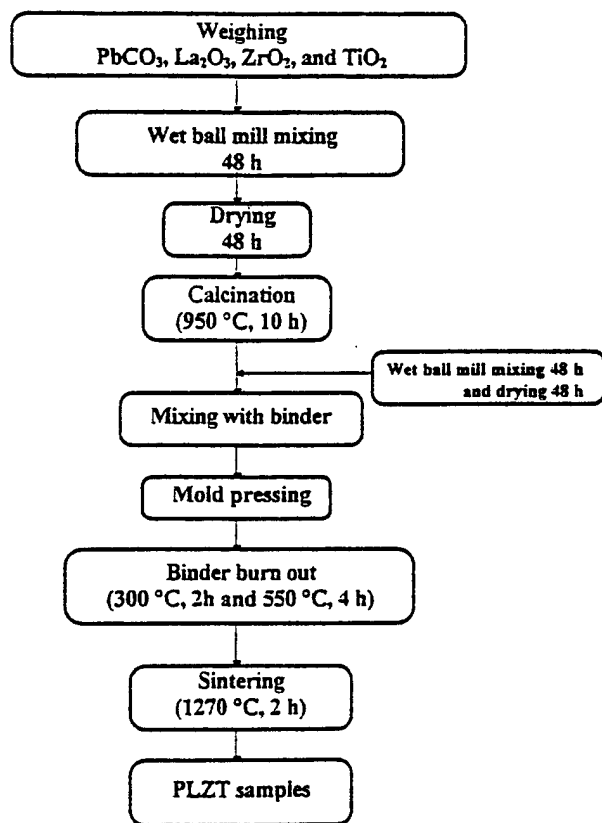 Weighing
PbCO₃, La₂O₃, ZrO₂, and TiO₂
Wet ball mill mixing
48 h
Drying
48 h
Calcination
(950 °C, 10 h)
Wet ball mill mixing 48 h
and drying 48 h
Mixing with binder
Mold pressing
Binder burn out
(300 °C, 2h and 550 °C, 4 h)
Sintering
(1270 °C, 2 h)
PLZT samples